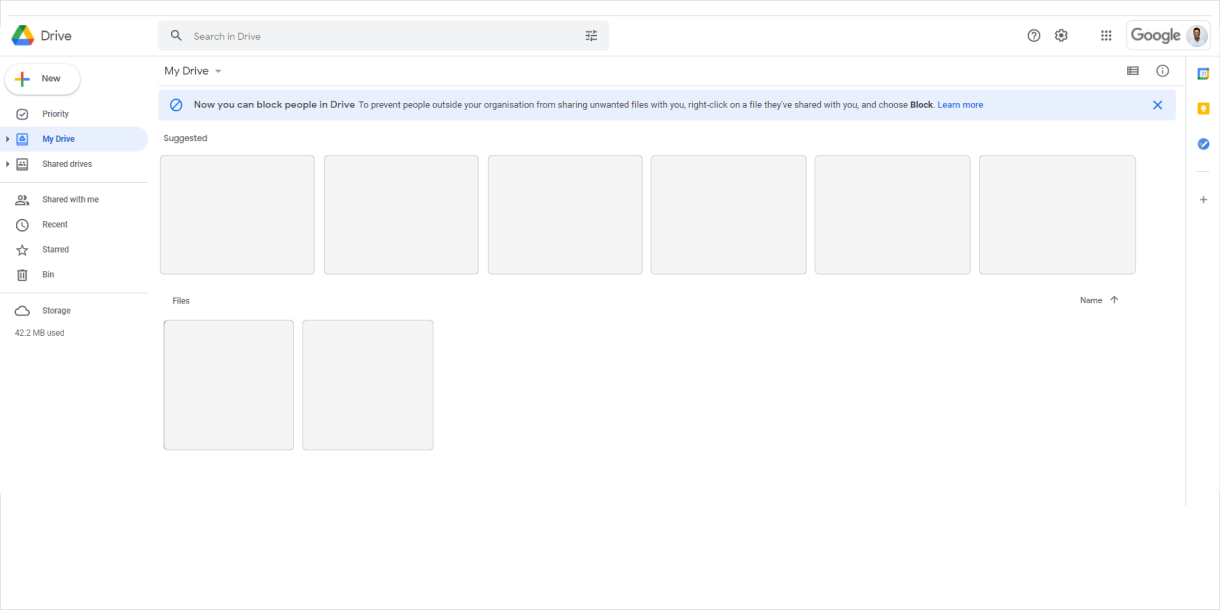 Drive
Search in Drive
Google
New
My Drive
Now you can block people in Drive To prevent people outside your organisation from sharing unwanted files with you, right-click on a file they've shared with you, and choose Block. Learn more
Priority
My Drive
Shared drives
Suggested
Shared with me
Recent
Starred
Bin
Storage
42.2 MB used
Files
Name